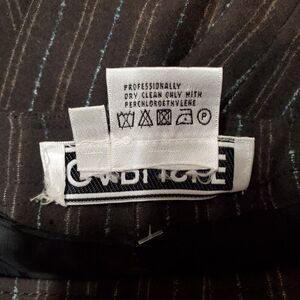 PROFESSIONALLY
DRY CLEAN ONLY WITH
PERCHLOROETHYLENE
P